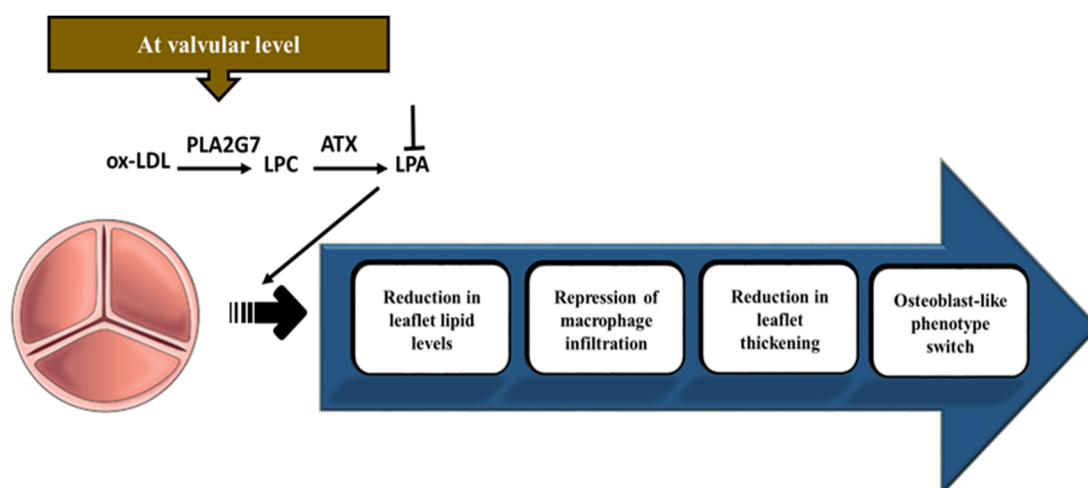 At valvular level
PLA2G7
ATX
ox-LDL
LPC
LPA
Reduction in
leaflet lipid
levels
Repression of
macrophage
infiltration
Reduction in
leaflet
thickening
Osteoblast-like
phenotype
switch